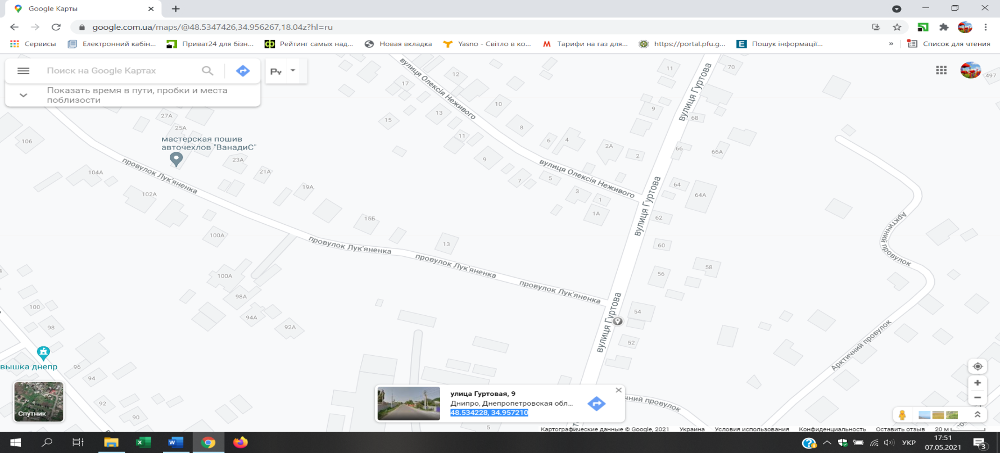 Google Карты
google.com.ua/maps/@48.5347426,34.956267,18.04z?hl=ru
Сервисы
Електронний кабін...
Приват24 для бізн...
Рейтинг самых над...
Новая вкладка
Yasno - Світло в ко...
Тарифи на газ для...
https://portal.pfu.g...
Пошук інформації...
»
Список для чтения
Поиск на Google Картах
Ру
Показать время в пути, пробки и места
поблизости
497
70
11
12
17
вулиця Олексія Неживого
вулиця Гуртова
10
9
13
15
68
27А
25А
8
11
106
мастерская пошив
авточехлов "ВанадиС"
6
4
2А
2
66
66А
23А
9
провулок Лук'яненка
104А
21А
вулиця Олексія Неживого
5
7
19А
64
64А
102А
3
1
вулиця Гуртова
1А
62
15Б
Арктичний провулок
100А
13
60
провулок Лук'яненка
провулок Лук'яненка
58
56
100А
провулок Лук'яненка
98А
100
54
94А
92А
98
вулиця Гуртова
52
Арктичний провулок
вышка днепр
96
94
92
90
5
чний провулок
Спутник
улица Гуртовая, 9
Днипро, Днепропетровская обл...
48.534228, 34.957210
Картографические данные © Google, 2021
Украина
Условия использования
Конфиденциальность
Оставить отзыв
20 м
УКР
17:51
07.05.2021
3